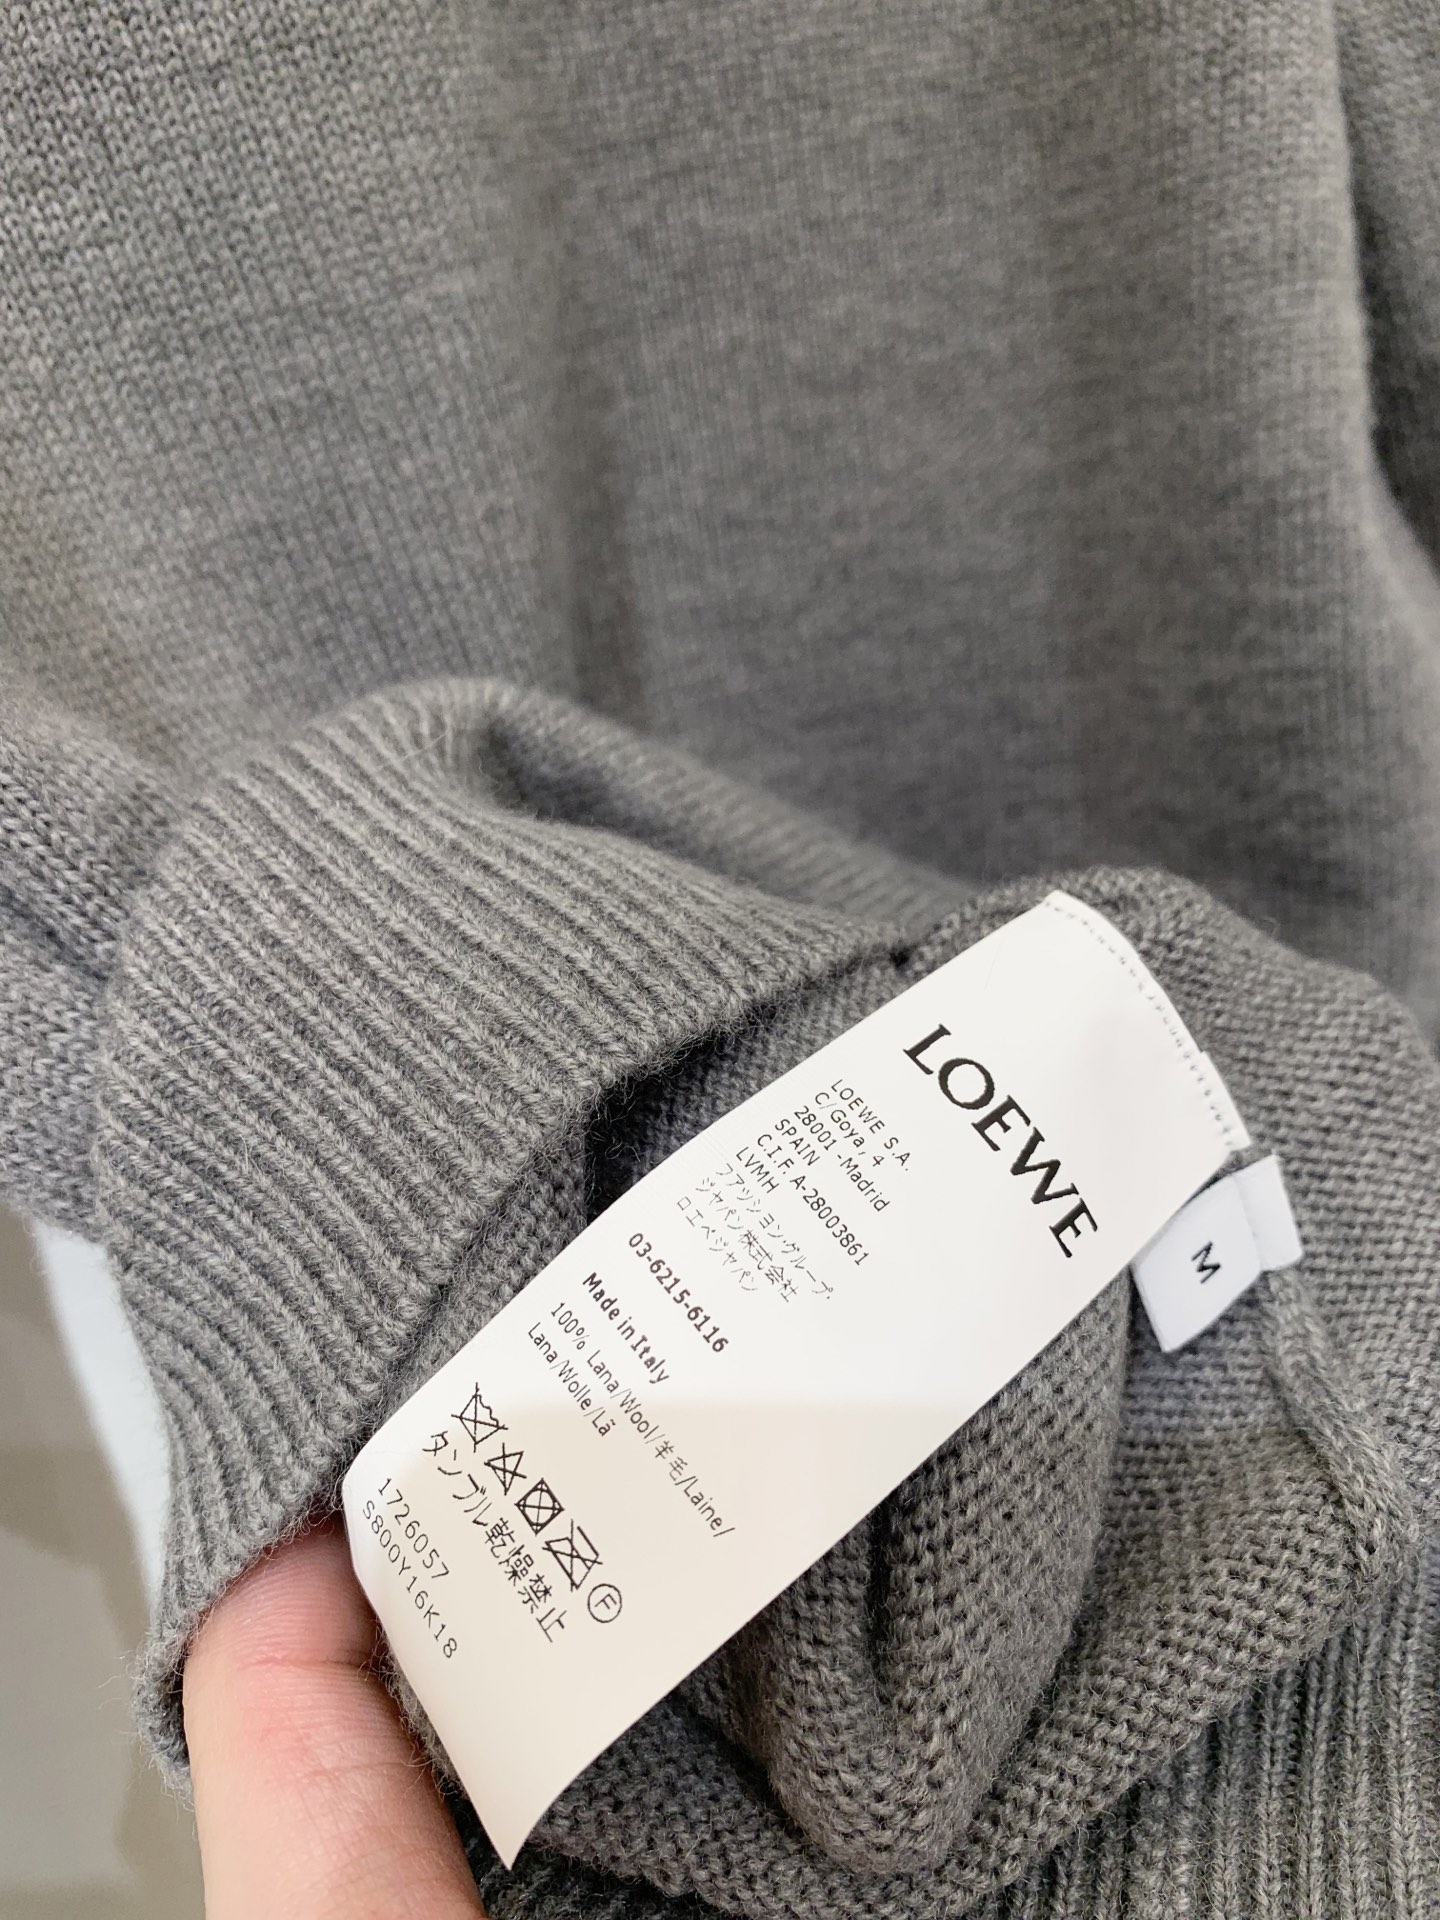 LOEWE
LOEWE S.A.
C/Goya, 4
28001 -Madrid
SPAIN
C.I.F. A-28003861
LVMH
ファッション・グループ・
ジャパン株式会社
ロエベジャパン
03-6215-6116
Made in Italy
100% Lana/Wool/羊毛/Laine/
Lana/Wolle/Lã
F
タンブル乾燥禁止
1726057
S800Y16K18
M